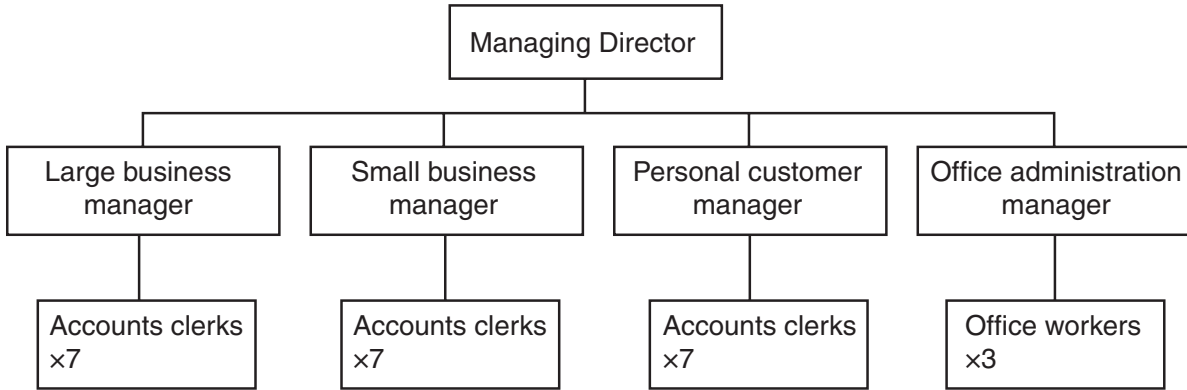 Managing Director
Large business
manager
Small business
manager
Personal customer
manager
Office administration
manager
Accounts clerks
×7
Accounts clerks
×7
Accounts clerks
×7
Office workers
×3